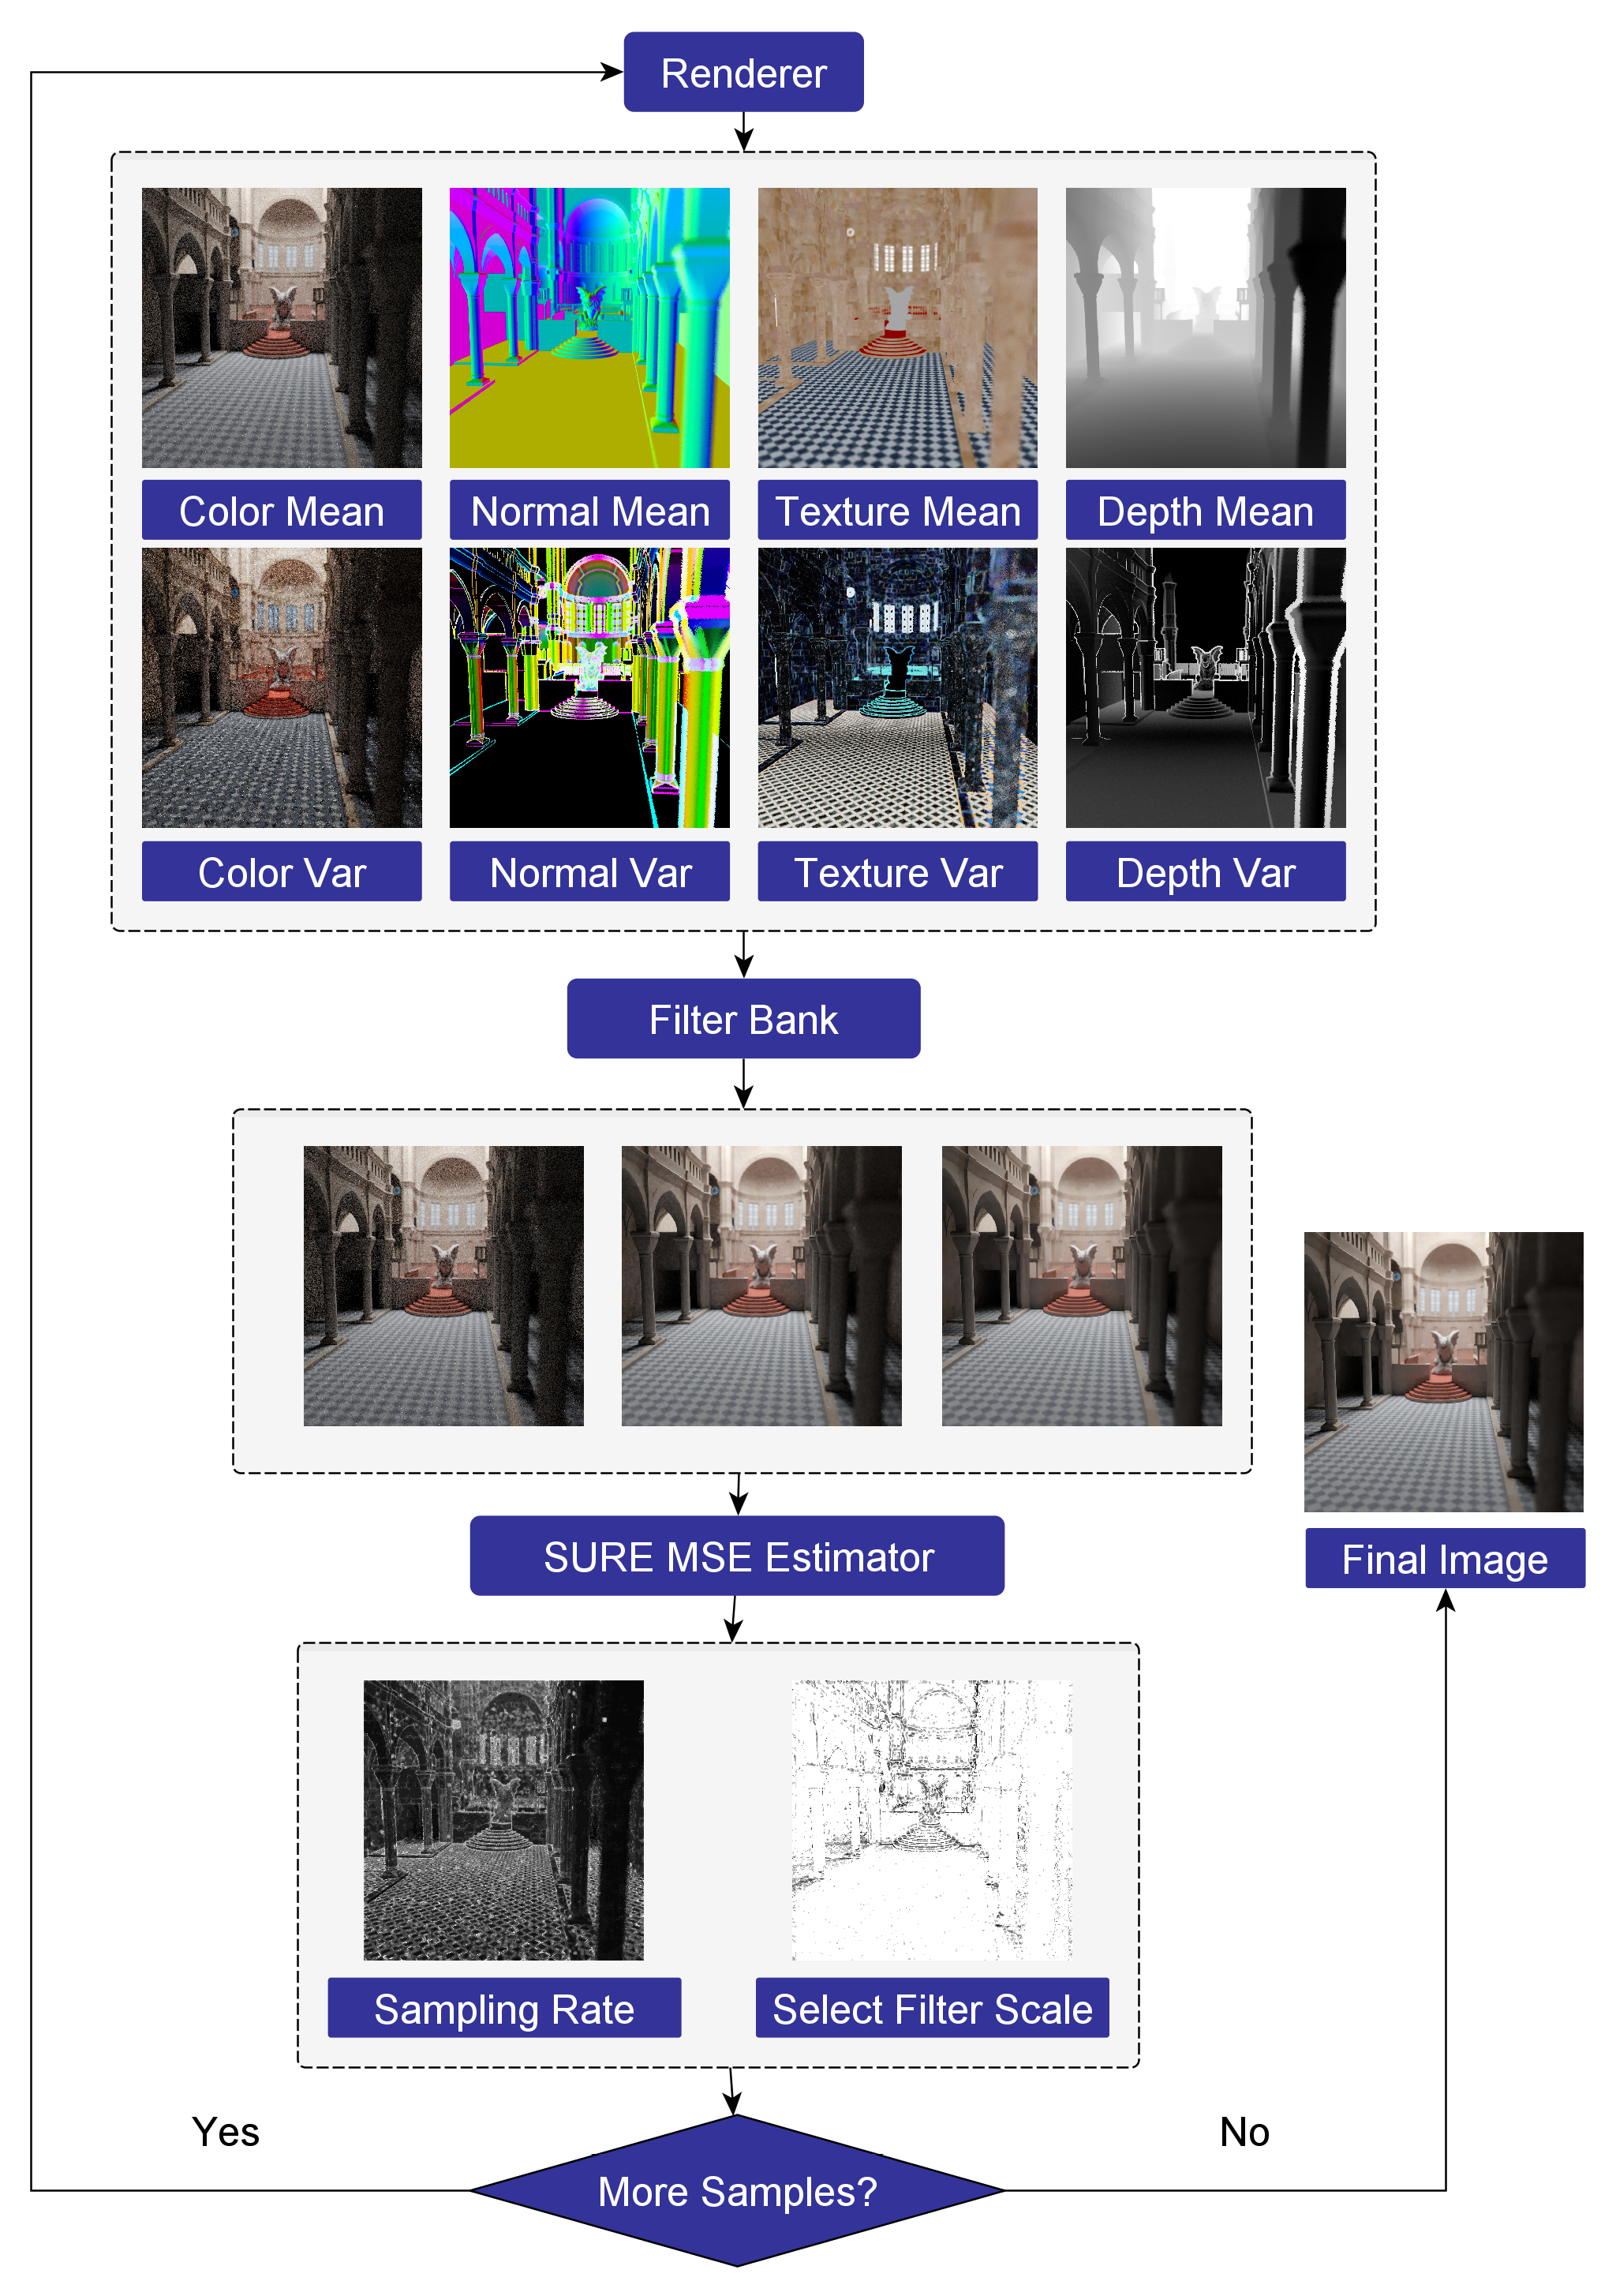 Renderer
Color Mean
Normal Mean
Texture Mean
Depth Mean
Color Var
Normal Var
Texture Var
Depth Var
Filter Bank
SURE MSE Estimator
Final Image
Sampling Rate
Select Filter Scale
Yes
No
More Samples?